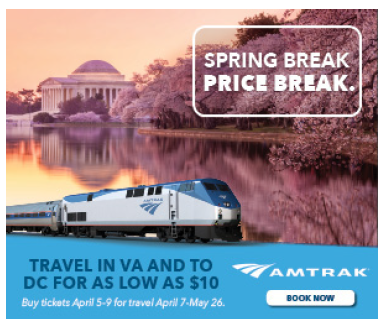 SPRING BREAK
PRICE BREAK.
AMTRAK
TRAVEL IN VA AND TO
DC FOR AS LOW AS $10
Buy tickets April 5-9 for travel April 7-May 26.
AMTRAK
BOOK NOW